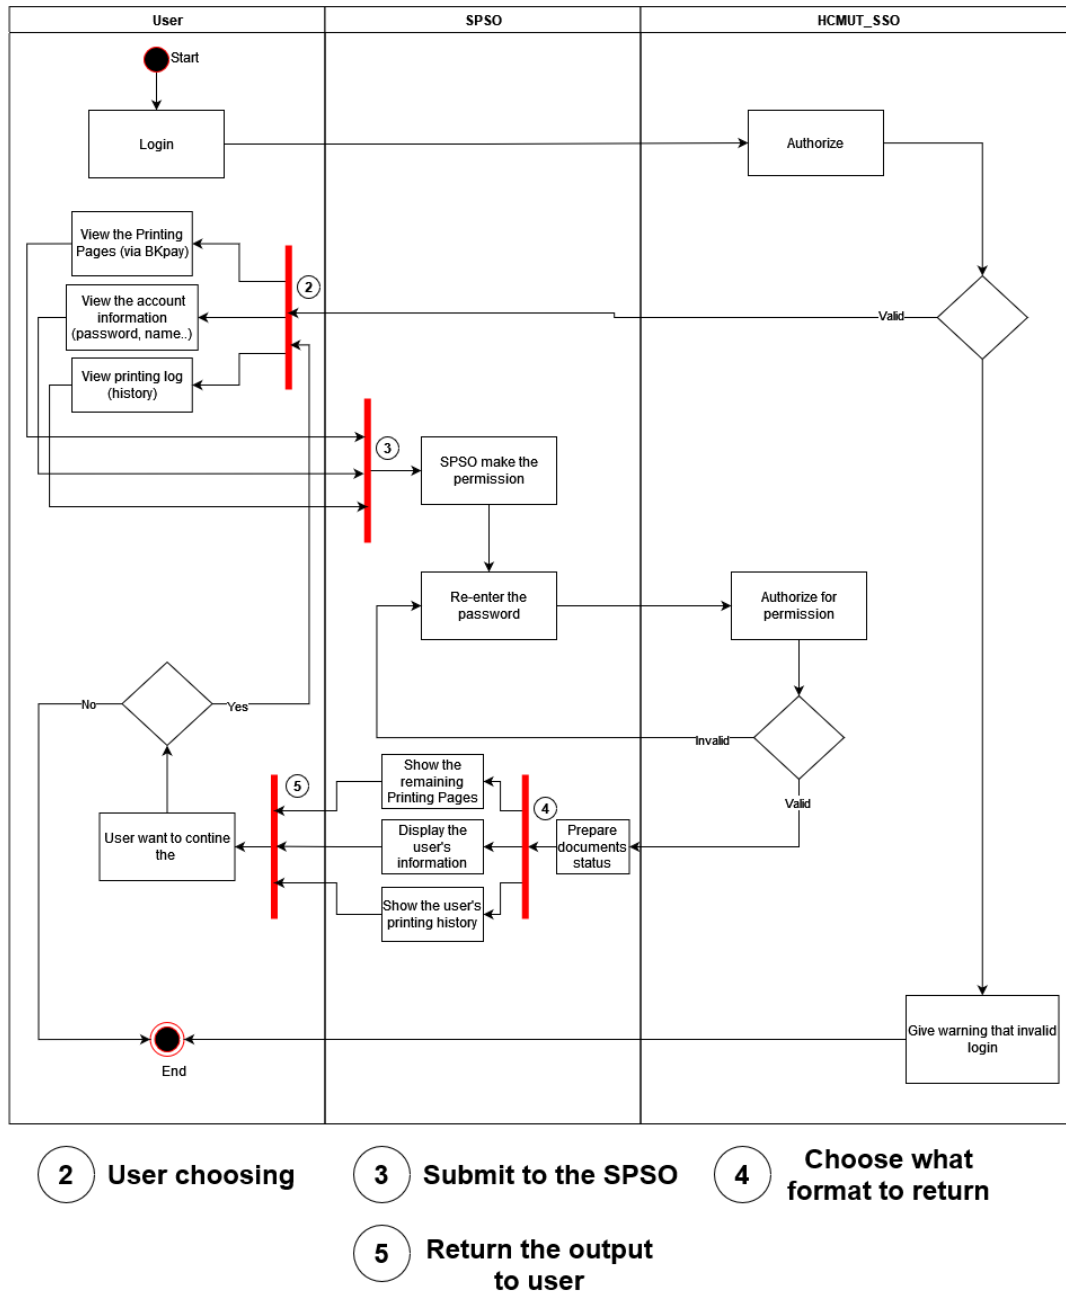 User
SPSO
HCMUT_SSO
Start
Login
Authorize
View the Printing
Pages (via BKpay)
2
View the account
information
(password, name..)
Valid
View printing log
(history)
3
SPSO make the
permission
Re-enter the
password
Authorize for
permission
No
Yes
Invalid
Show the
remaining
Printing Pages
5
4
Valid
User want to contine
the
Display the
user's
information
Prepare
documents
status
Show the user's
printing history
Give warning that invalid
login
End
2
User choosing
3
Submit to the SPSO
4
Choose what
format to return
5
Return the output
to user